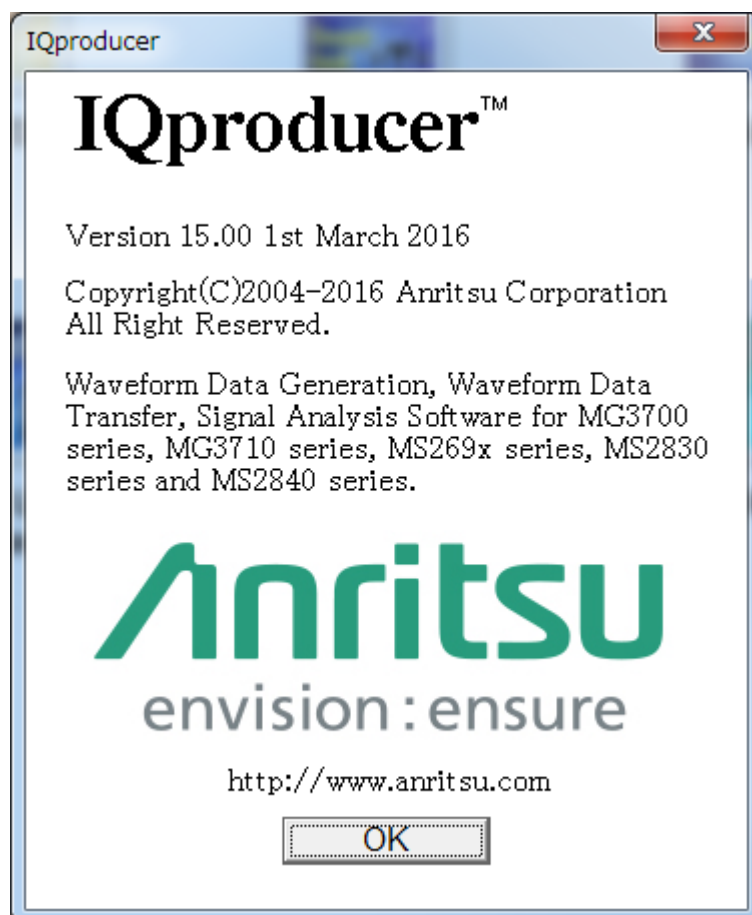 IQproducer
IQproducer™
Version 15.00 1st March 2016
Copyright(C)2004-2016 Anritsu Corporation
All Right Reserved.
Waveform Data Generation, Waveform Data
Transfer, Signal Analysis Software for MG3700
series, MG3710 series, MS269x series, MS2830
series and MS2840 series.
Anritsu
envision : ensure
http://www.anritsu.com
OK